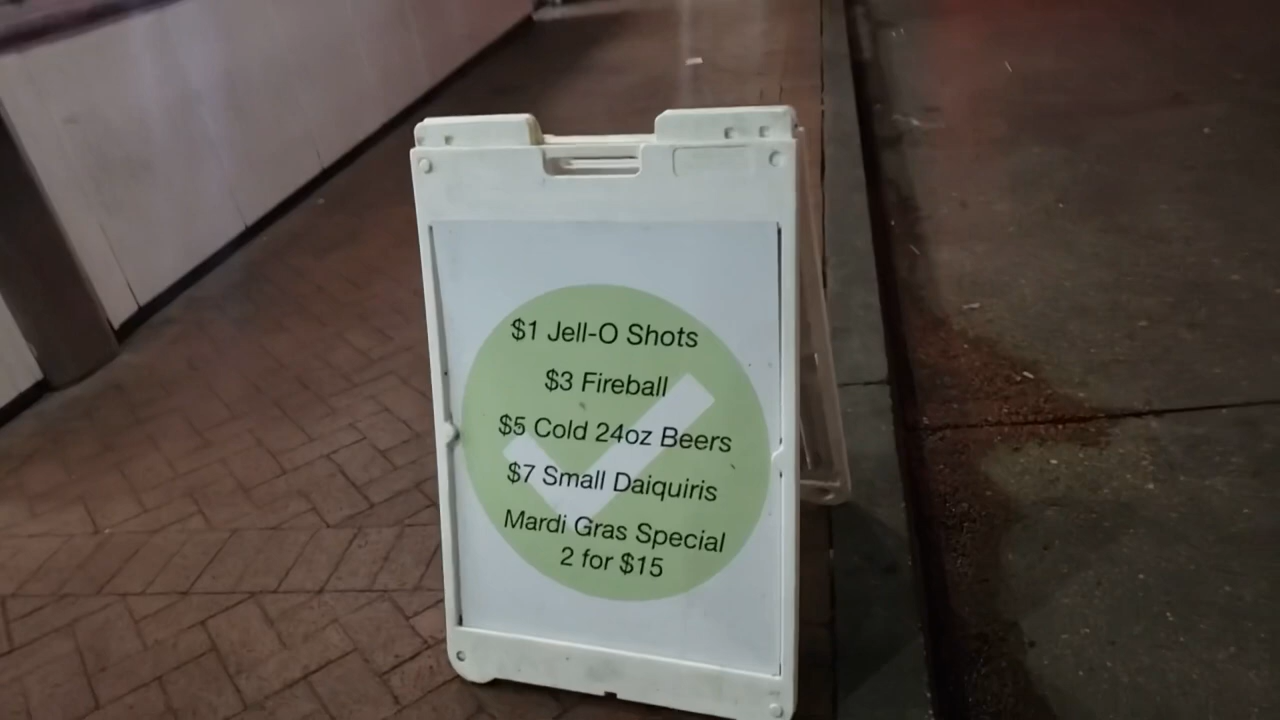 $1 Jell-O Shots
$3 Fireball
$5 Cold 24oz Beers
$7 Small Daiquiris
Mardi Gras Special
2 for $15